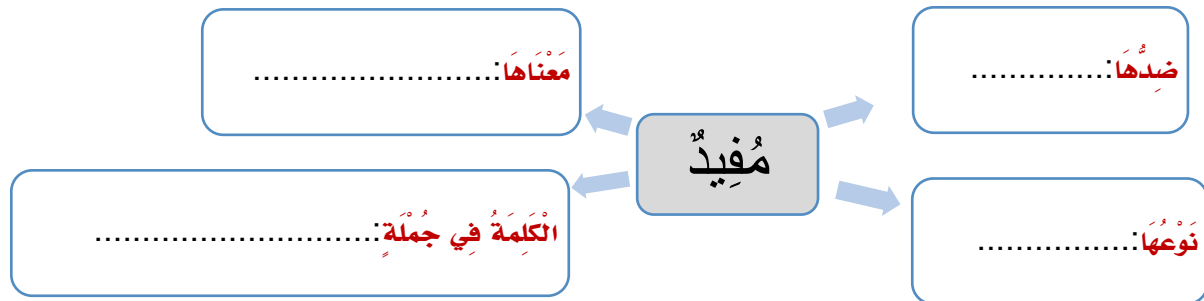 ضِدُّهَا:..............
مَعْنَاهَا:.........................
مُفِيدٌ
نَوْعُهَا:................
الْكَلِمَةُ فِي جُمْلَةٍ:.............................